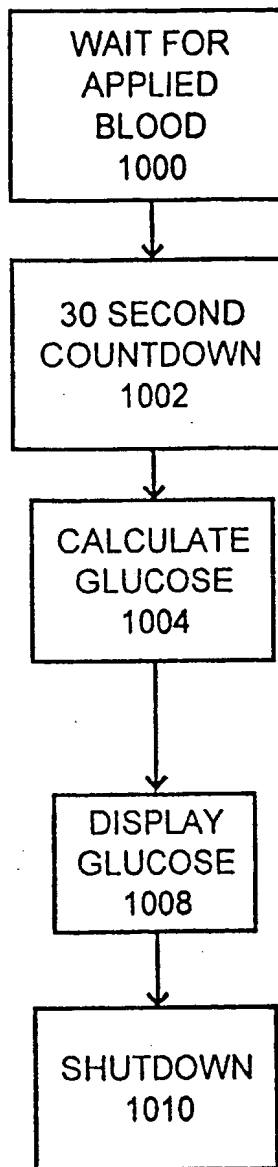 WAIT FOR
APPLIED
BLOOD
1000
30 SECOND
COUNTDOWN
1002
CALCULATE
GLUCOSE
1004
DISPLAY
GLUCOSE
1008
SHUTDOWN
1010